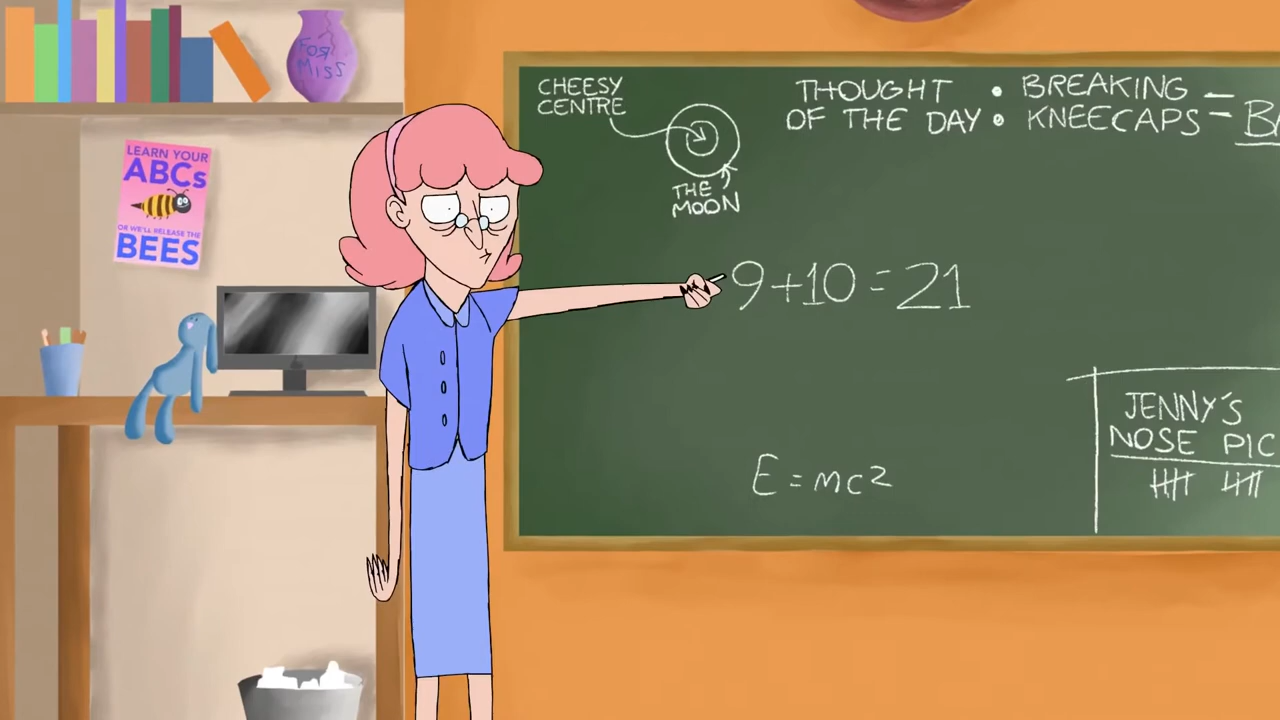 FOR
MISS
LEARN YOUR
ABCs
OR WE'LL RELEASE THE
BEES
CHEESY
CENTRE
THE
MOON
THOUGHT • BREAKING =
OF THE DAY • KNEECAPS = BA
9+10=21
E=mc²
JENNY'S
NOSE PIC